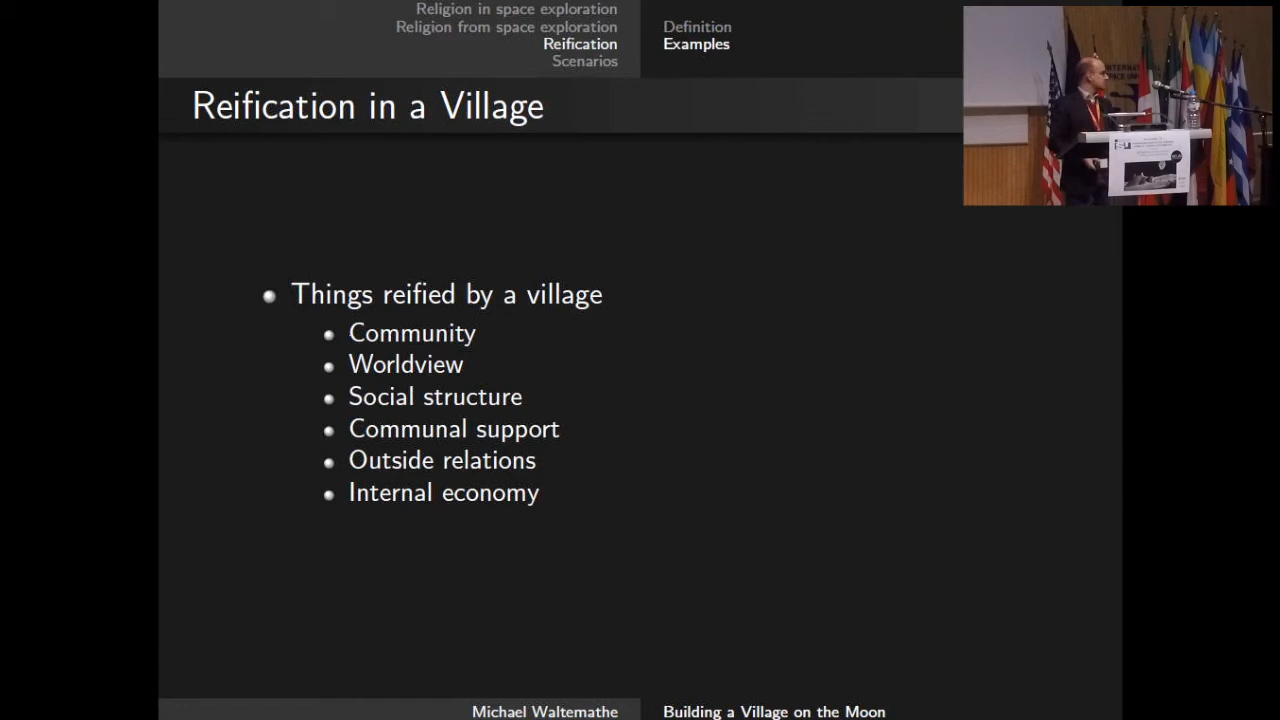 Religion in space exploration
Religion from space exploration
Reification
Scenarios
Definition
Examples
Reification in a Village
Things reified by a village
Community
Worldview
Social structure
Communal support
Outside relations
Internal economy
Michael Waltemathe
Building a Village on the Moon
isu